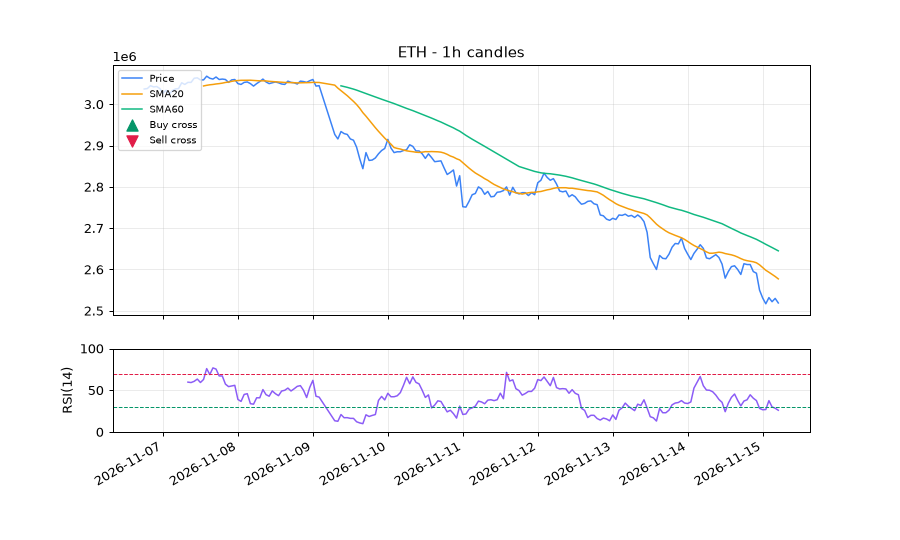 ETH - 1h candles
1e6
Price
SMA20
SMA60
Buy cross
Sell cross
3.0
2.9
2.8
2.7
2.6
2.5
100
50
0
RSI(14)
2026-11-07
2026-11-08
2026-11-09
2026-11-10
2026-11-11
2026-11-12
2026-11-13
2026-11-14
2026-11-15